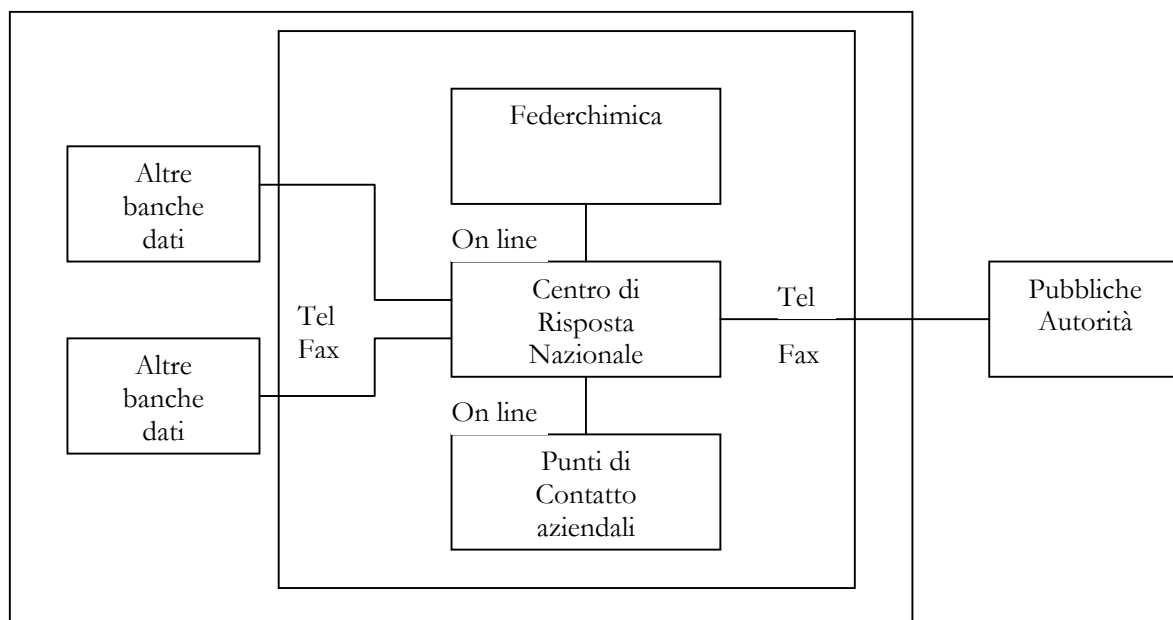 Federchimica
Altre
banche
dati
On line
Centro di
Risposta
Nazionale
Tel
Fax
Tel
Fax
Pubbliche
Autorità
Altre
banche
dati
On line
Punti di
Contatto
aziendali